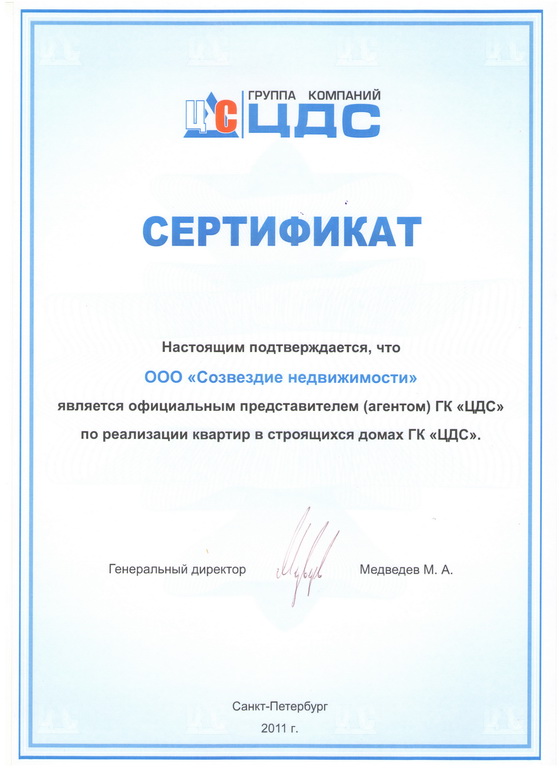 ГРУППА КОМПАНИЙ
ЦС ЦДС
СЕРТИФИКАТ
Настоящим подтверждается, что
ООО «Созвездие недвижимости»
является официальным представителем (агентом) ГК «ЦДС»
по реализации квартир в строящихся домах ГК «ЦДС».
Генеральный директор Медведев М. А.
Санкт-Петербург
2011 г.